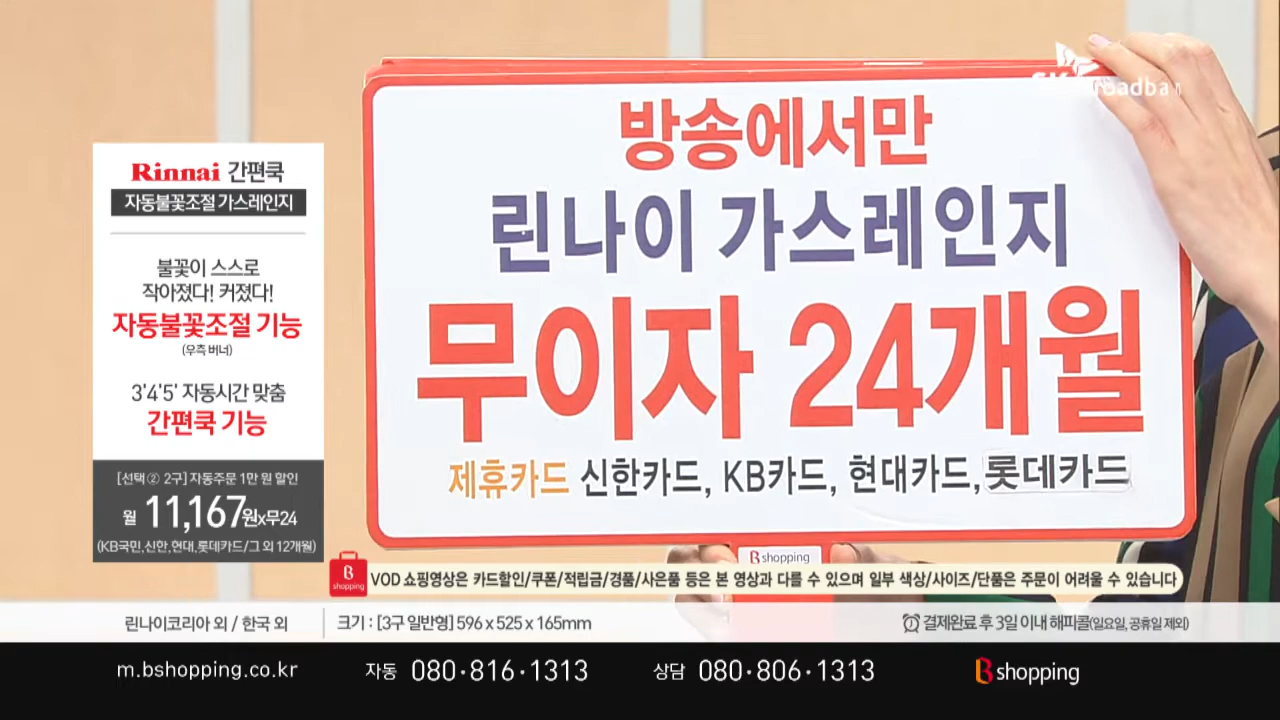 Rinnai 간편쿡
자동불꽃조절 가스레인지
불꽃이 스스로
작아졌다! 커졌다!
자동불꽃조절 기능
(우측 버너)
3'4'5' 자동시간 맞춤
간편쿡 기능
[선택② 2구] 자동주문 1만 원 할인
월 11,167원x무24
(KB국민,신한,현대,롯데카드/그 외 12개월)
방송에서만
린나이 가스레인지
무이자 24개월
제휴카드 신한카드, KB카드, 현대카드,롯데카드
B shopping
SK broadban
B shopping
VOD 쇼핑영상은 카드할인/쿠폰/적립금/경품/사은품 등은 본 영상과 다를 수 있으며 일부 색상/사이즈/단품은 주문이 어려울 수 있습니다
린나이코리아 외 / 한국 외
크기 : [3구 일반형] 596 x 525 x 165mm
결제완료 후 3일 이내 해피콜(일요일, 공휴일 제외)
m.bshopping.co.kr
자동 080·816·1313
상담 080·806·1313
B shopping